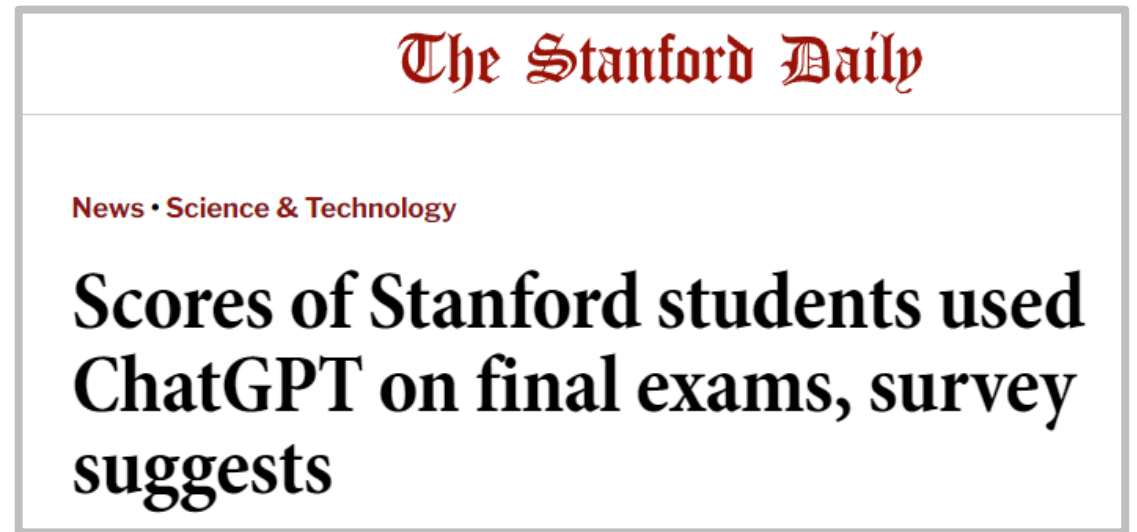 The Stanford Daily
News • Science & Technology
Scores of Stanford students used
ChatGPT on final exams, survey
suggests